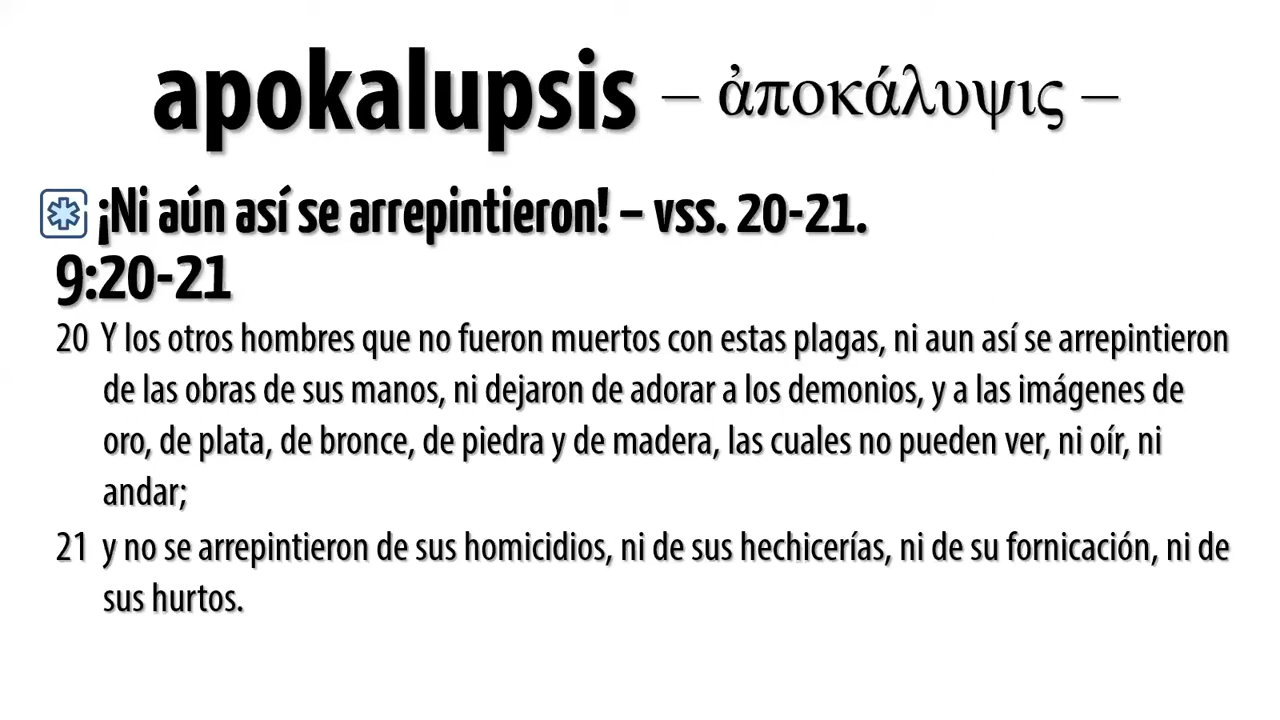 apokalupsis – ἀποκάλυψις –
¡Ni aún así se arrepintieron! – vss. 20-21.
9:20-21
20 Y los otros hombres que no fueron muertos con estas plagas, ni aun así se arrepintieron
de las obras de sus manos, ni dejaron de adorar a los demonios, y a las imágenes de
oro, de plata, de bronce, de piedra y de madera, las cuales no pueden ver, ni oír, ni
andar;
21 y no se arrepintieron de sus homicidios, ni de sus hechicerías, ni de su fornicación, ni de
sus hurtos.